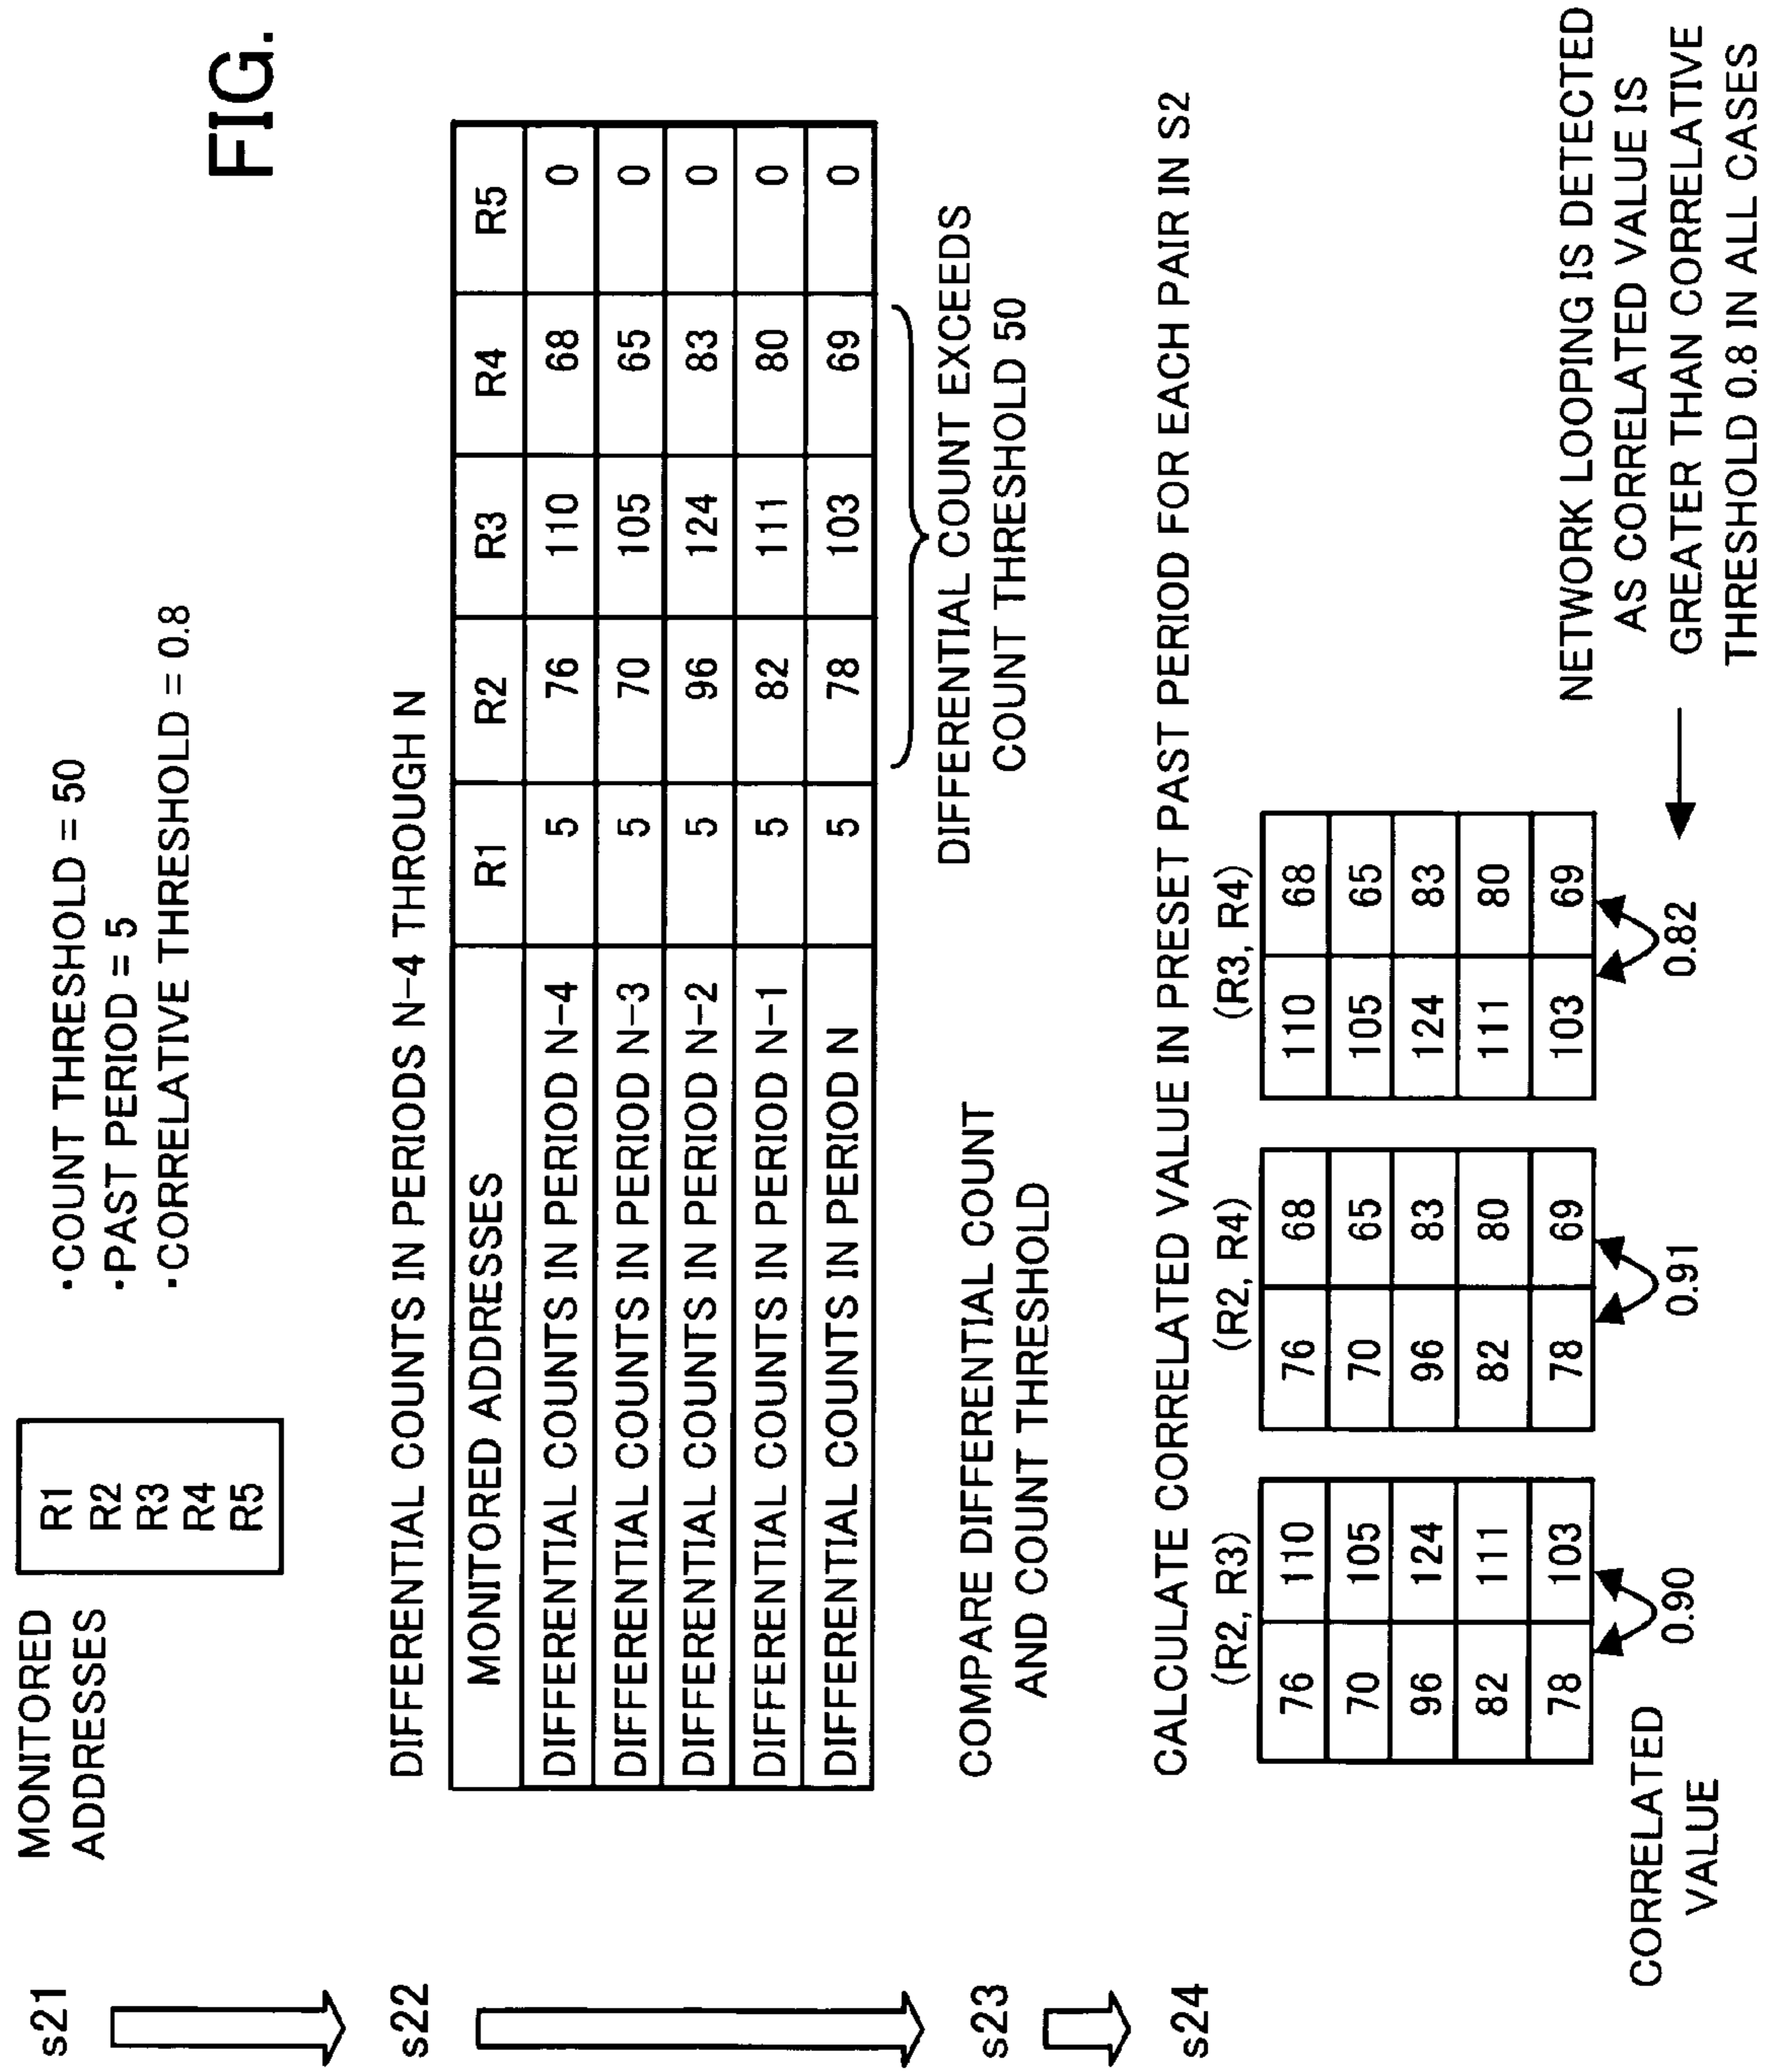 FIG.
s21
MONITORED
ADDRESSES
R1
R2
R3
R4
R5
·COUNT THRESHOLD = 50
·PAST PERIOD = 5
·CORRELATIVE THRESHOLD = 0.8
s22
DIFFERENTIAL COUNTS IN PERIODS N-4 THROUGH N
MONITORED ADDRESSES R1 R2 R3 R4 R5
DIFFERENTIAL COUNTS IN PERIOD N-4 5 76 110 68 0
DIFFERENTIAL COUNTS IN PERIOD N-3 5 70 105 65 0
DIFFERENTIAL COUNTS IN PERIOD N-2 5 96 124 83 0
DIFFERENTIAL COUNTS IN PERIOD N-1 5 82 111 80 0
DIFFERENTIAL COUNTS IN PERIOD N 5 78 103 69 0
s23
COMPARE DIFFERENTIAL COUNT
AND COUNT THRESHOLD
DIFFERENTIAL COUNT EXCEEDS
COUNT THRESHOLD 50
s24
CALCULATE CORRELATED VALUE IN PRESET PAST PERIOD FOR EACH PAIR IN S2
(R2, R3)
76 110
70 105
96 124
82 111
78 103
0.90
(R2, R4)
76 68
70 65
96 83
82 80
78 69
0.91
(R3, R4)
110 68
105 65
124 83
111 80
103 69
0.82
CORRELATED
VALUE
NETWORK LOOPING IS DETECTED
AS CORRELATED VALUE IS
GREATER THAN CORRELATIVE
THRESHOLD 0.8 IN ALL CASES